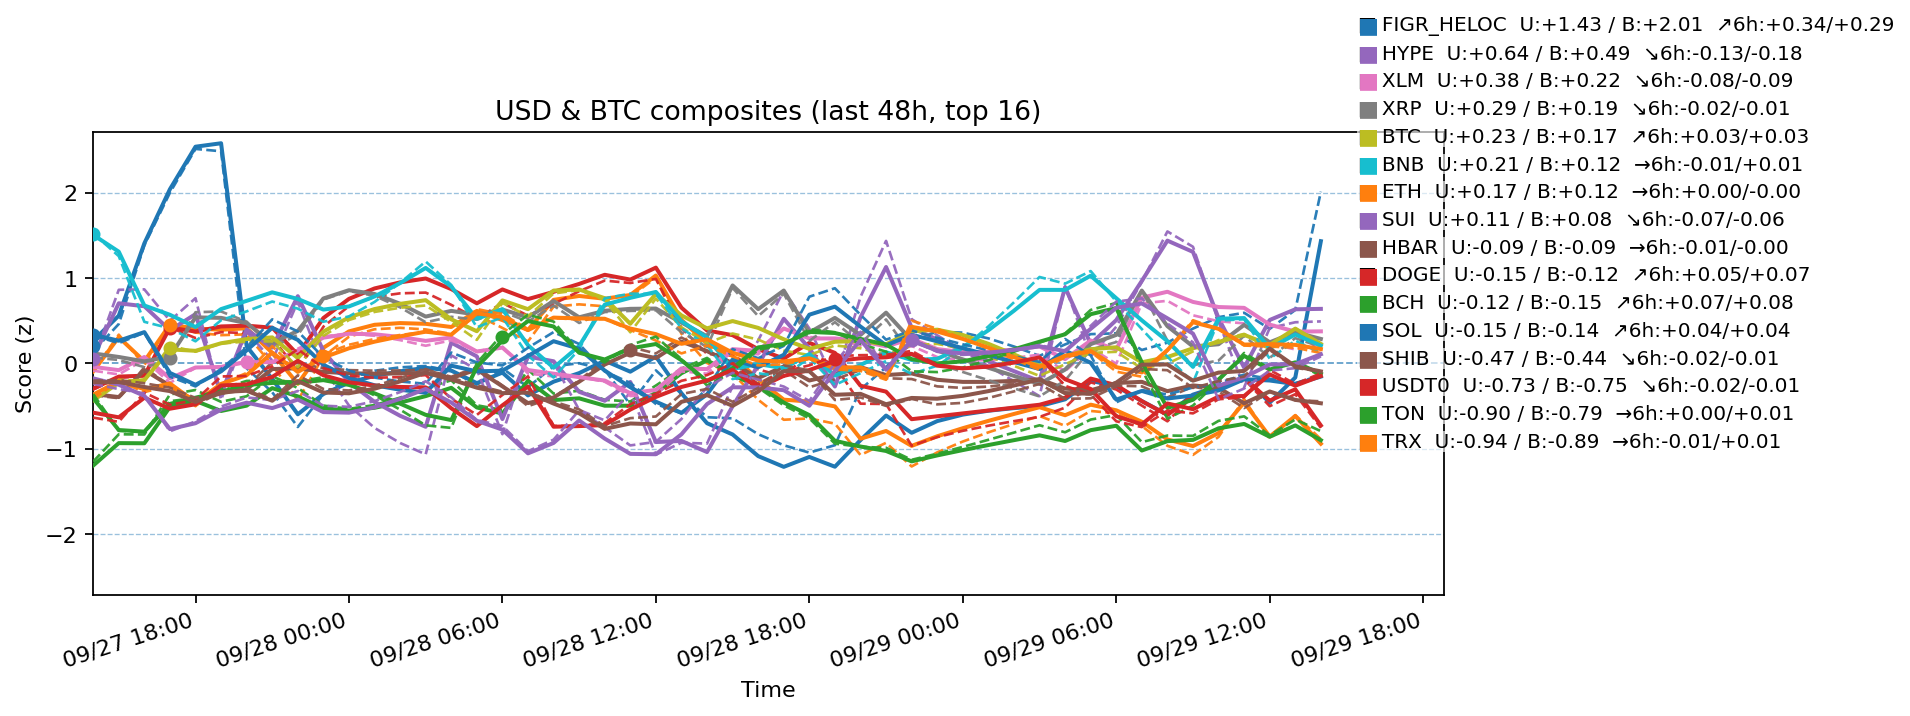 FIGR_HELOC  U:+1.43 / B:+2.01  ↗6h:+0.34/+0.29
HYPE  U:+0.64 / B:+0.49  ↘6h:-0.13/-0.18
XLM  U:+0.38 / B:+0.22  ↘6h:-0.08/-0.09
XRP  U:+0.29 / B:+0.19  ↘6h:-0.02/-0.01
BTC  U:+0.23 / B:+0.17  ↗6h:+0.03/+0.03
BNB  U:+0.21 / B:+0.12  →6h:-0.01/+0.01
ETH  U:+0.17 / B:+0.12  →6h:+0.00/-0.00
SUI  U:+0.11 / B:+0.08  ↘6h:-0.07/-0.06
HBAR  U:-0.09 / B:-0.09  →6h:-0.01/-0.00
DOGE  U:-0.15 / B:-0.12  ↗6h:+0.05/+0.07
BCH  U:-0.12 / B:-0.15  ↗6h:+0.07/+0.08
SOL  U:-0.15 / B:-0.14  ↗6h:+0.04/+0.04
SHIB  U:-0.47 / B:-0.44  ↘6h:-0.02/-0.01
USDT0  U:-0.73 / B:-0.75  ↘6h:-0.02/-0.01
TON  U:-0.90 / B:-0.79  →6h:+0.00/+0.01
TRX  U:-0.94 / B:-0.89  →6h:-0.01/+0.01
USD & BTC composites (last 48h, top 16)
Score (z)
2
1
0
−1
−2
09/27 18:00
09/28 00:00
09/28 06:00
09/28 12:00
09/28 18:00
09/29 00:00
09/29 06:00
09/29 12:00
09/29 18:00
Time